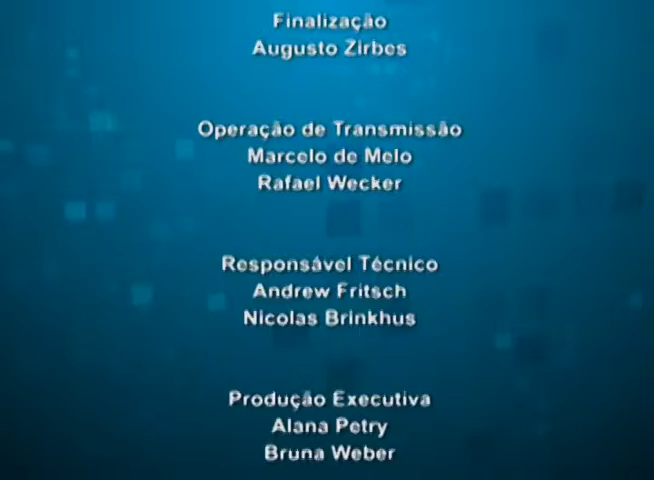 Finalização
Augusto Zirbes
Operação de Transmissão
Marcelo de Melo
Rafael Wecker
Responsável Técnico
Andrew Fritsch
Nicolas Brinkhus
Produção Executiva
Alana Petry
Bruna Weber